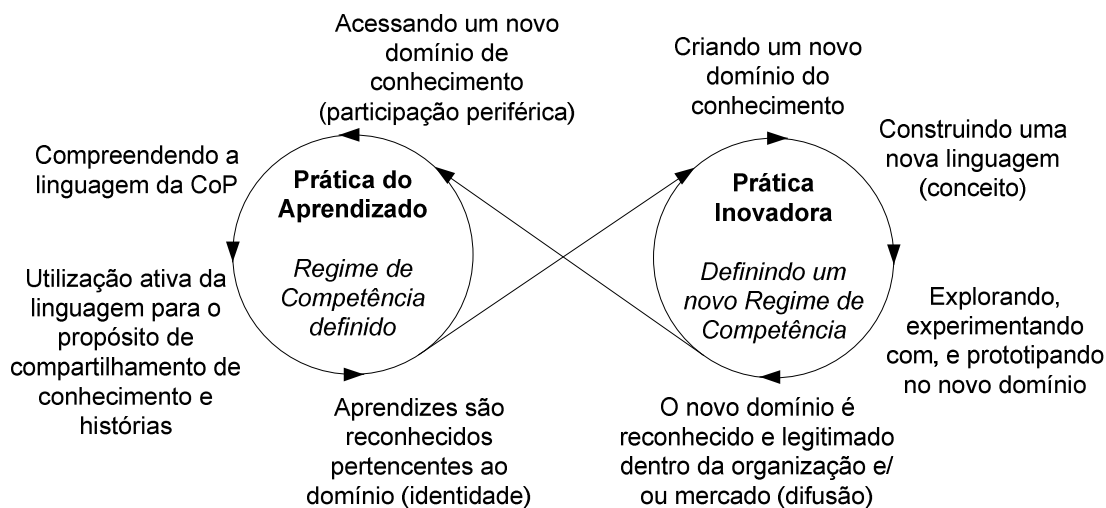 Acessando um novo
domínio de
conhecimento
(participação periférica)
Compreendendo a
linguagem da CoP
Utilização ativa da
linguagem para o
propósito de
compartilhamento de
conhecimento e
histórias
Aprendizes são
reconhecidos
pertencentes ao
domínio (identidade)
Prática do
Aprendizado
Regime de
Competência
definido
Criando um novo
domínio do
conhecimento
Construindo uma
nova linguagem
(conceito)
Explorando,
experimentando
com, e prototipando
no novo domínio
O novo domínio é
reconhecido e legitimado
dentro da organização e/
ou mercado (difusão)
Prática
Inovadora
Definindo um
novo Regime de
Competência